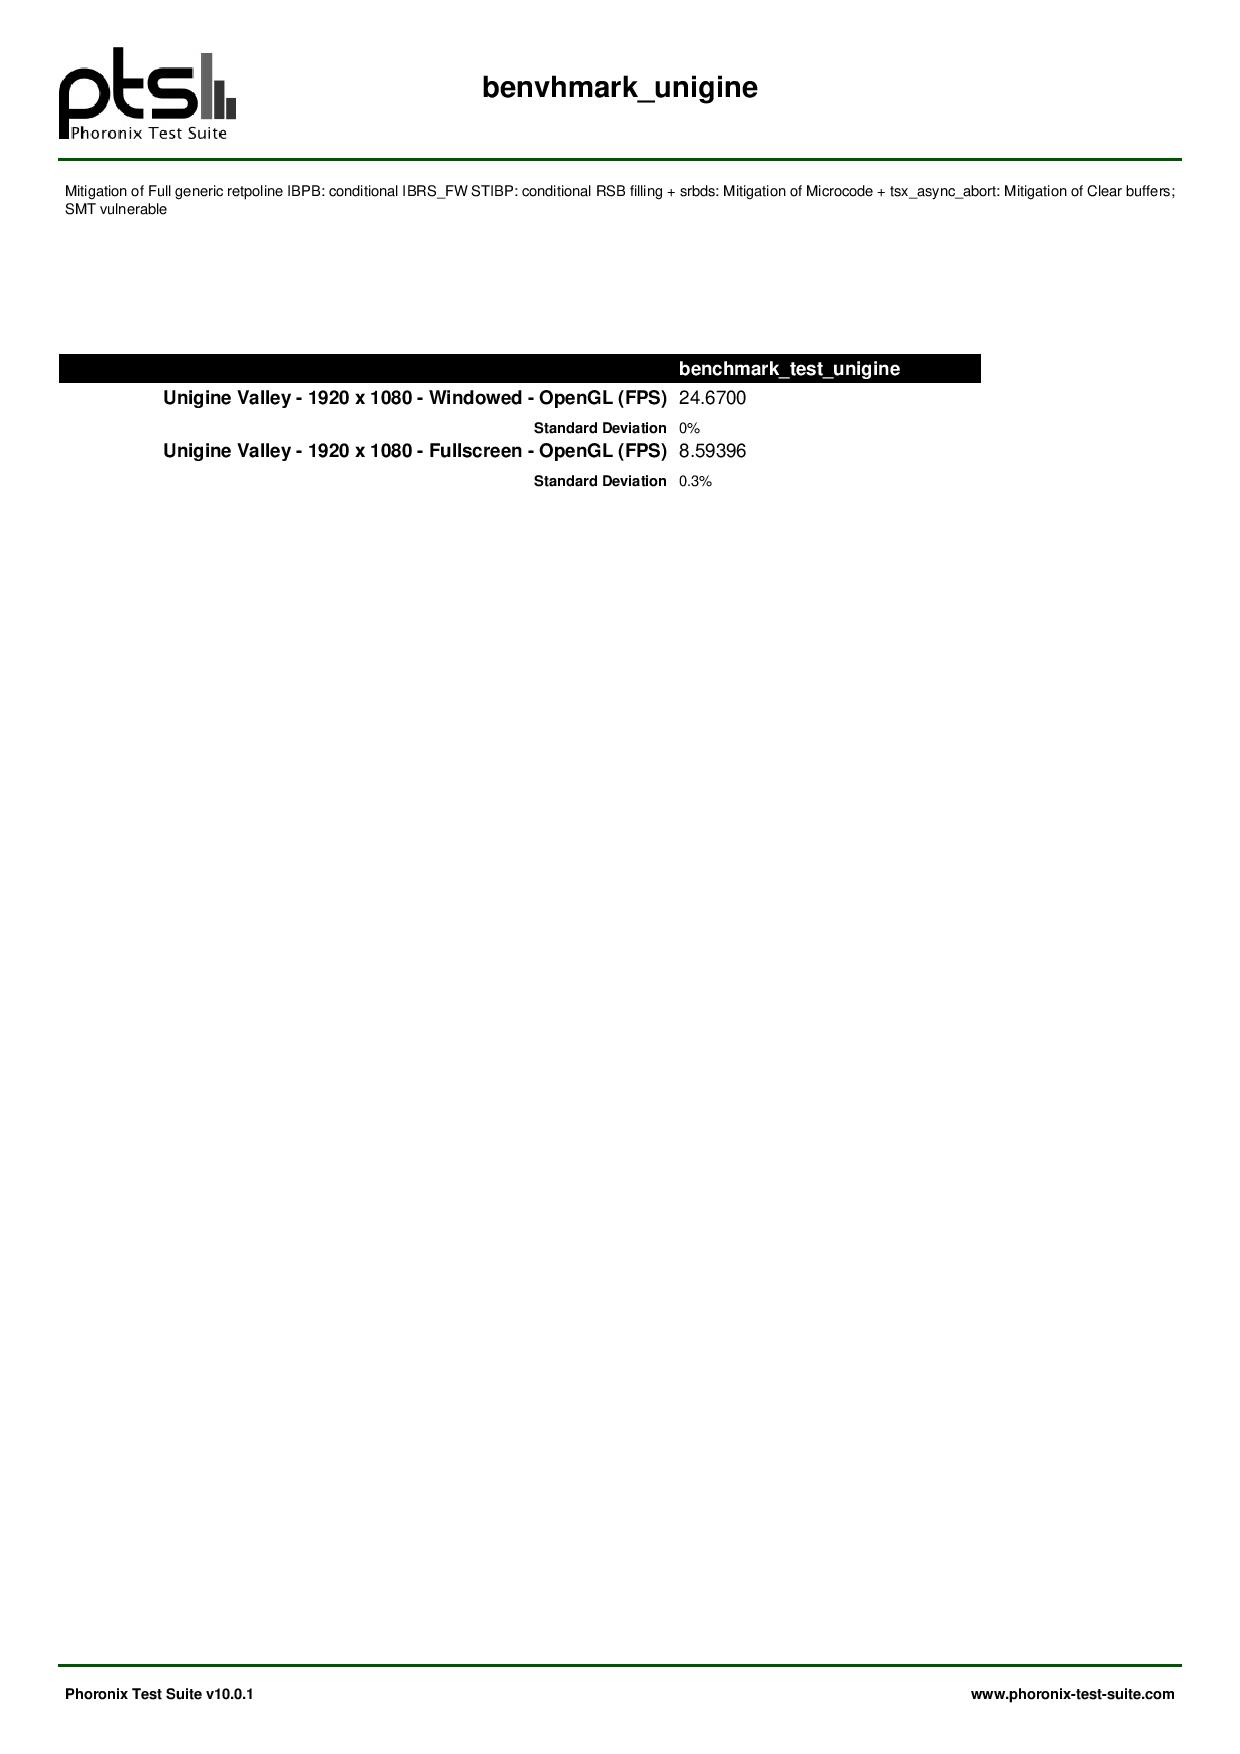 pts
Phoronix Test Suite
benvhmark_unigine
Mitigation of Full generic retpoline IBPB: conditional IBRS_FW STIBP: conditional RSB filling + srbds: Mitigation of Microcode + tsx_async_abort: Mitigation of Clear buffers;
SMT vulnerable
benchmark_test_unigine
Unigine Valley - 1920 x 1080 - Windowed - OpenGL (FPS) 24.6700
Standard Deviation 0%
Unigine Valley - 1920 x 1080 - Fullscreen - OpenGL (FPS) 8.59396
Standard Deviation 0.3%
Phoronix Test Suite v10.0.1 www.phoronix-test-suite.com